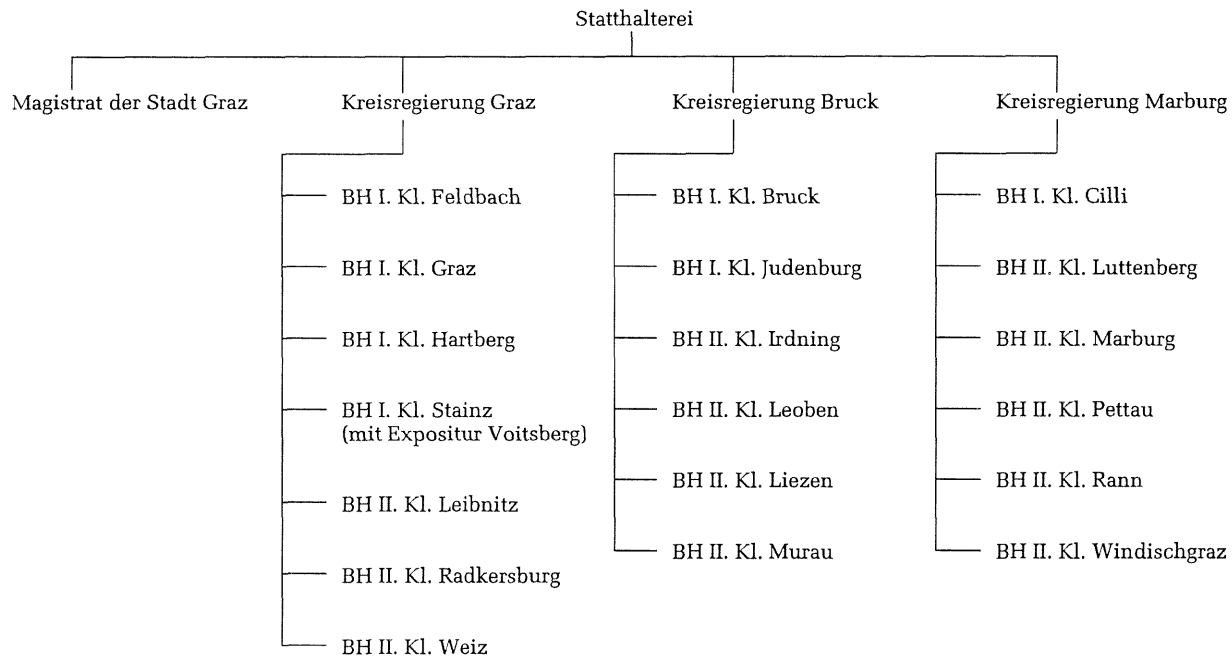 Statthalterei
Magistrat der Stadt Graz
Kreisregierung Graz
BH I. Kl. Feldbach
BH I. Kl. Graz
BH I. Kl. Hartberg
BH I. Kl. Stainz
(mit Expositur Voitsberg)
BH II. Kl. Leibnitz
BH II. Kl. Radkersburg
BH II. Kl. Weiz
Kreisregierung Bruck
BH I. Kl. Bruck
BH I. Kl. Judenburg
BH II. Kl. Irdning
BH II. Kl. Leoben
BH II. Kl. Liezen
BH II. Kl. Murau
Kreisregierung Marburg
BH I. Kl. Cilli
BH II. Kl. Luttenberg
BH II. Kl. Marburg
BH II. Kl. Pettau
BH II. Kl. Rann
BH II. Kl. Windischgraz